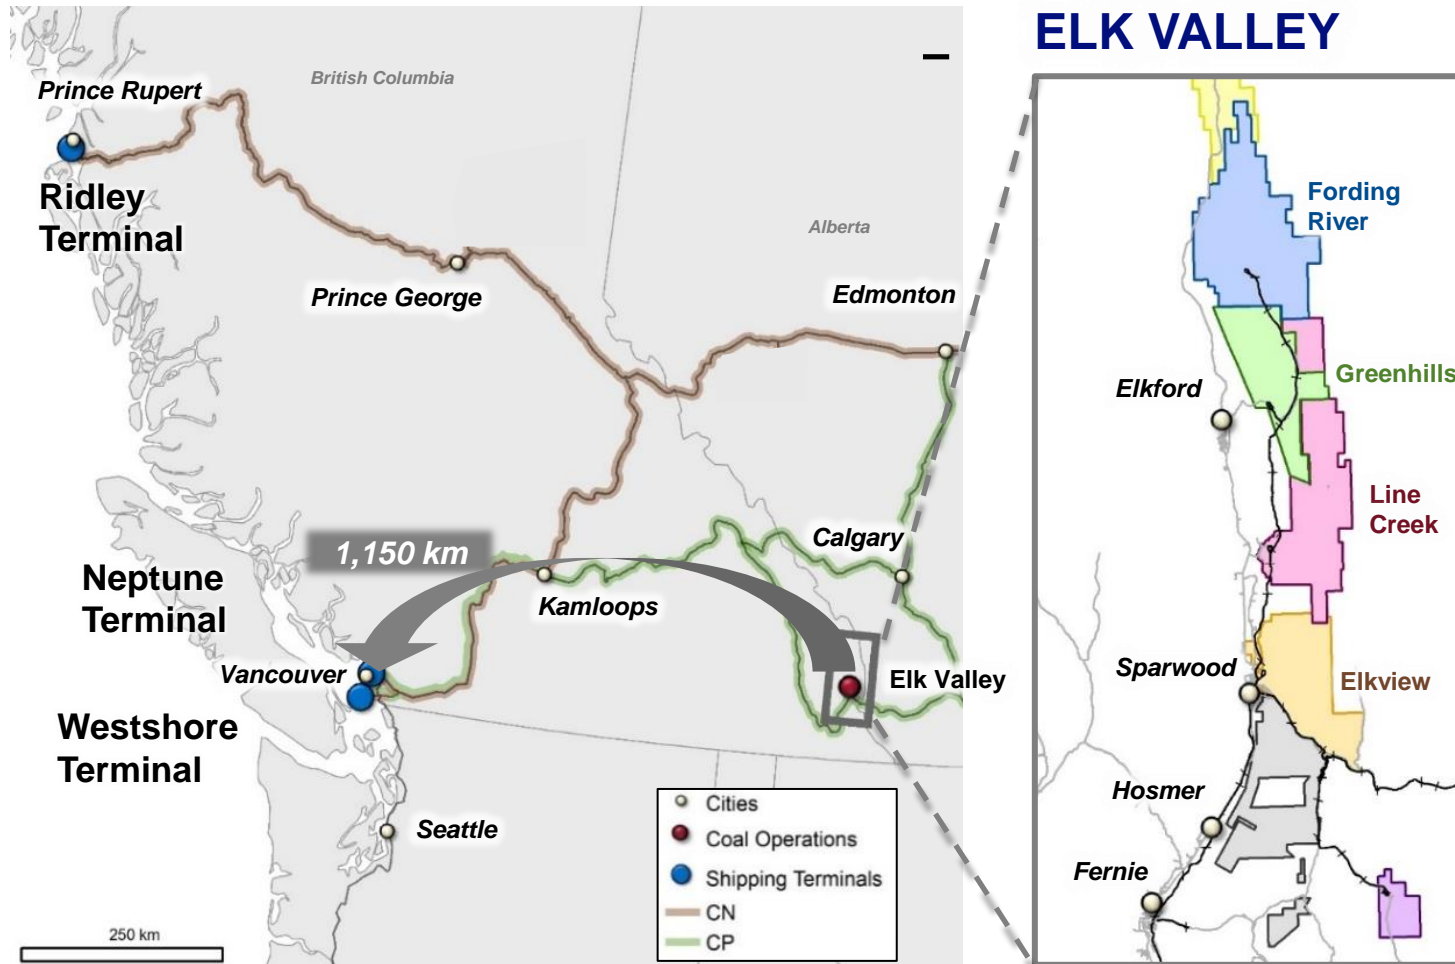 ELK VALLEY
Prince Rupert
British Columbia
Ridley
Terminal
Alberta
Prince George
Edmonton
1,150 km
Calgary
Neptune
Terminal
Kamloops
Vancouver
Elk Valley
Westshore
Terminal
Seattle
Cities
Coal Operations
Shipping Terminals
CN
CP
250 km
Fording
River
Greenhills
Elkford
Line
Creek
Sparwood
Elkview
Hosmer
Fernie